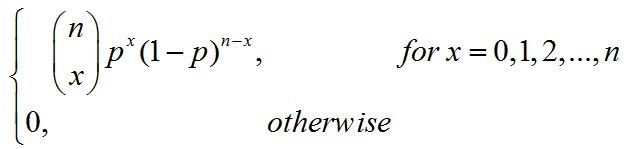 { (n x) p^x (1 − p)^{n−x}, for x = 0,1,2,...,n
0, otherwise